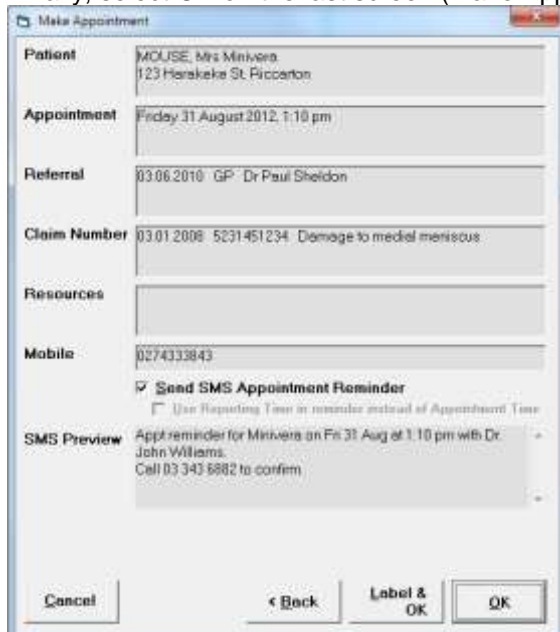 Make Appointment
Patient
MOUSE, Mrs Minivera
123 Harakeke St, Riccarton
Appointment
Friday 31 August 2012, 1:10 pm
Referral
03.06.2010 GP Dr Paul Sheldon
Claim Number
03.01.2008 5231451234 Damage to medial meniscus
Resources
Mobile
0274333843
Send SMS Appointment Reminder
Use Reporting Time in reminder instead of Appointment Time
SMS Preview
Appt reminder for Minivera on Fri 31 Aug at 1:10 pm with Dr.
John Williams.
Call 03 343 6882 to confirm
Cancel
< Back
Label &
OK
OK